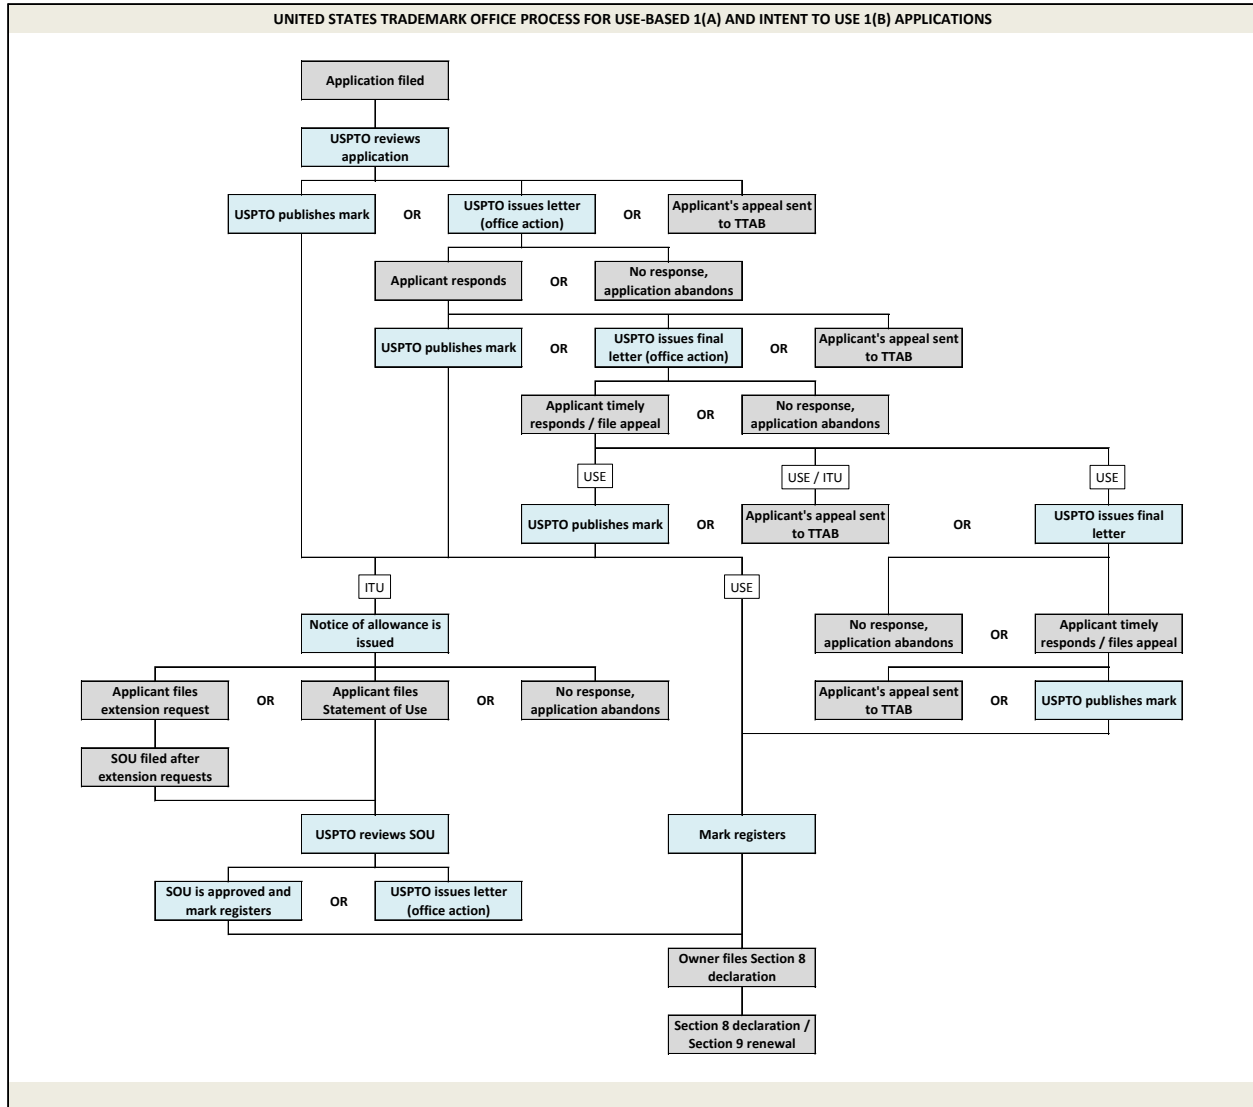 UNITED STATES TRADEMARK OFFICE PROCESS FOR USE-BASED 1(A) AND INTENT TO USE 1(B) APPLICATIONS
Application filed
USPTO reviews
application
USPTO publishes mark
OR
USPTO issues letter
(office action)
OR
Applicant's appeal sent
to TTAB
Applicant responds
OR
No response,
application abandons
USPTO publishes mark
OR
USPTO issues final
letter (office action)
OR
Applicant's appeal sent
to TTAB
Applicant timely
responds / file appeal
OR
No response,
application abandons
USE
USE / ITU
USE
USPTO publishes mark
OR
Applicant's appeal sent
to TTAB
OR
USPTO issues final
letter
ITU
USE
Notice of allowance is
issued
No response,
application abandons
OR
Applicant timely
responds / files appeal
Applicant files
extension request
OR
Applicant files
Statement of Use
OR
No response,
application abandons
Applicant's appeal sent
to TTAB
OR
USPTO publishes mark
SOU filed after
extension requests
USPTO reviews SOU
Mark registers
SOU is approved and
mark registers
OR
USPTO issues letter
(office action)
Owner files Section 8
declaration
Section 8 declaration /
Section 9 renewal